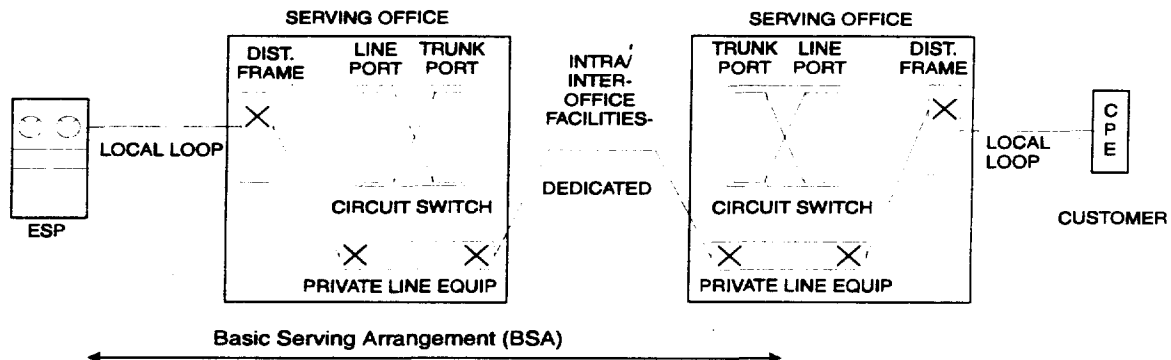 SERVING OFFICE
SERVING OFFICE
DIST.
FRAME
LINE
PORT
TRUNK
PORT
INTRA/
INTER-
OFFICE
FACILITIES-
TRUNK
PORT
LINE
PORT
DIST.
FRAME
C
P
E
LOCAL LOOP
LOCAL
LOOP
DEDICATED
CIRCUIT SWITCH
CIRCUIT SWITCH
ESP
CUSTOMER
PRIVATE LINE EQUIP
PRIVATE LINE EQUIP
Basic Serving Arrangement (BSA)